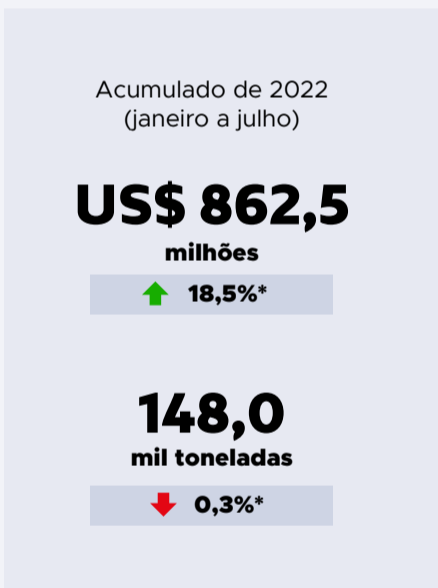 Acumulado de 2022
(janeiro a julho)
US$ 862,5
milhões
18,5%*
148,0
mil toneladas
0,3%*